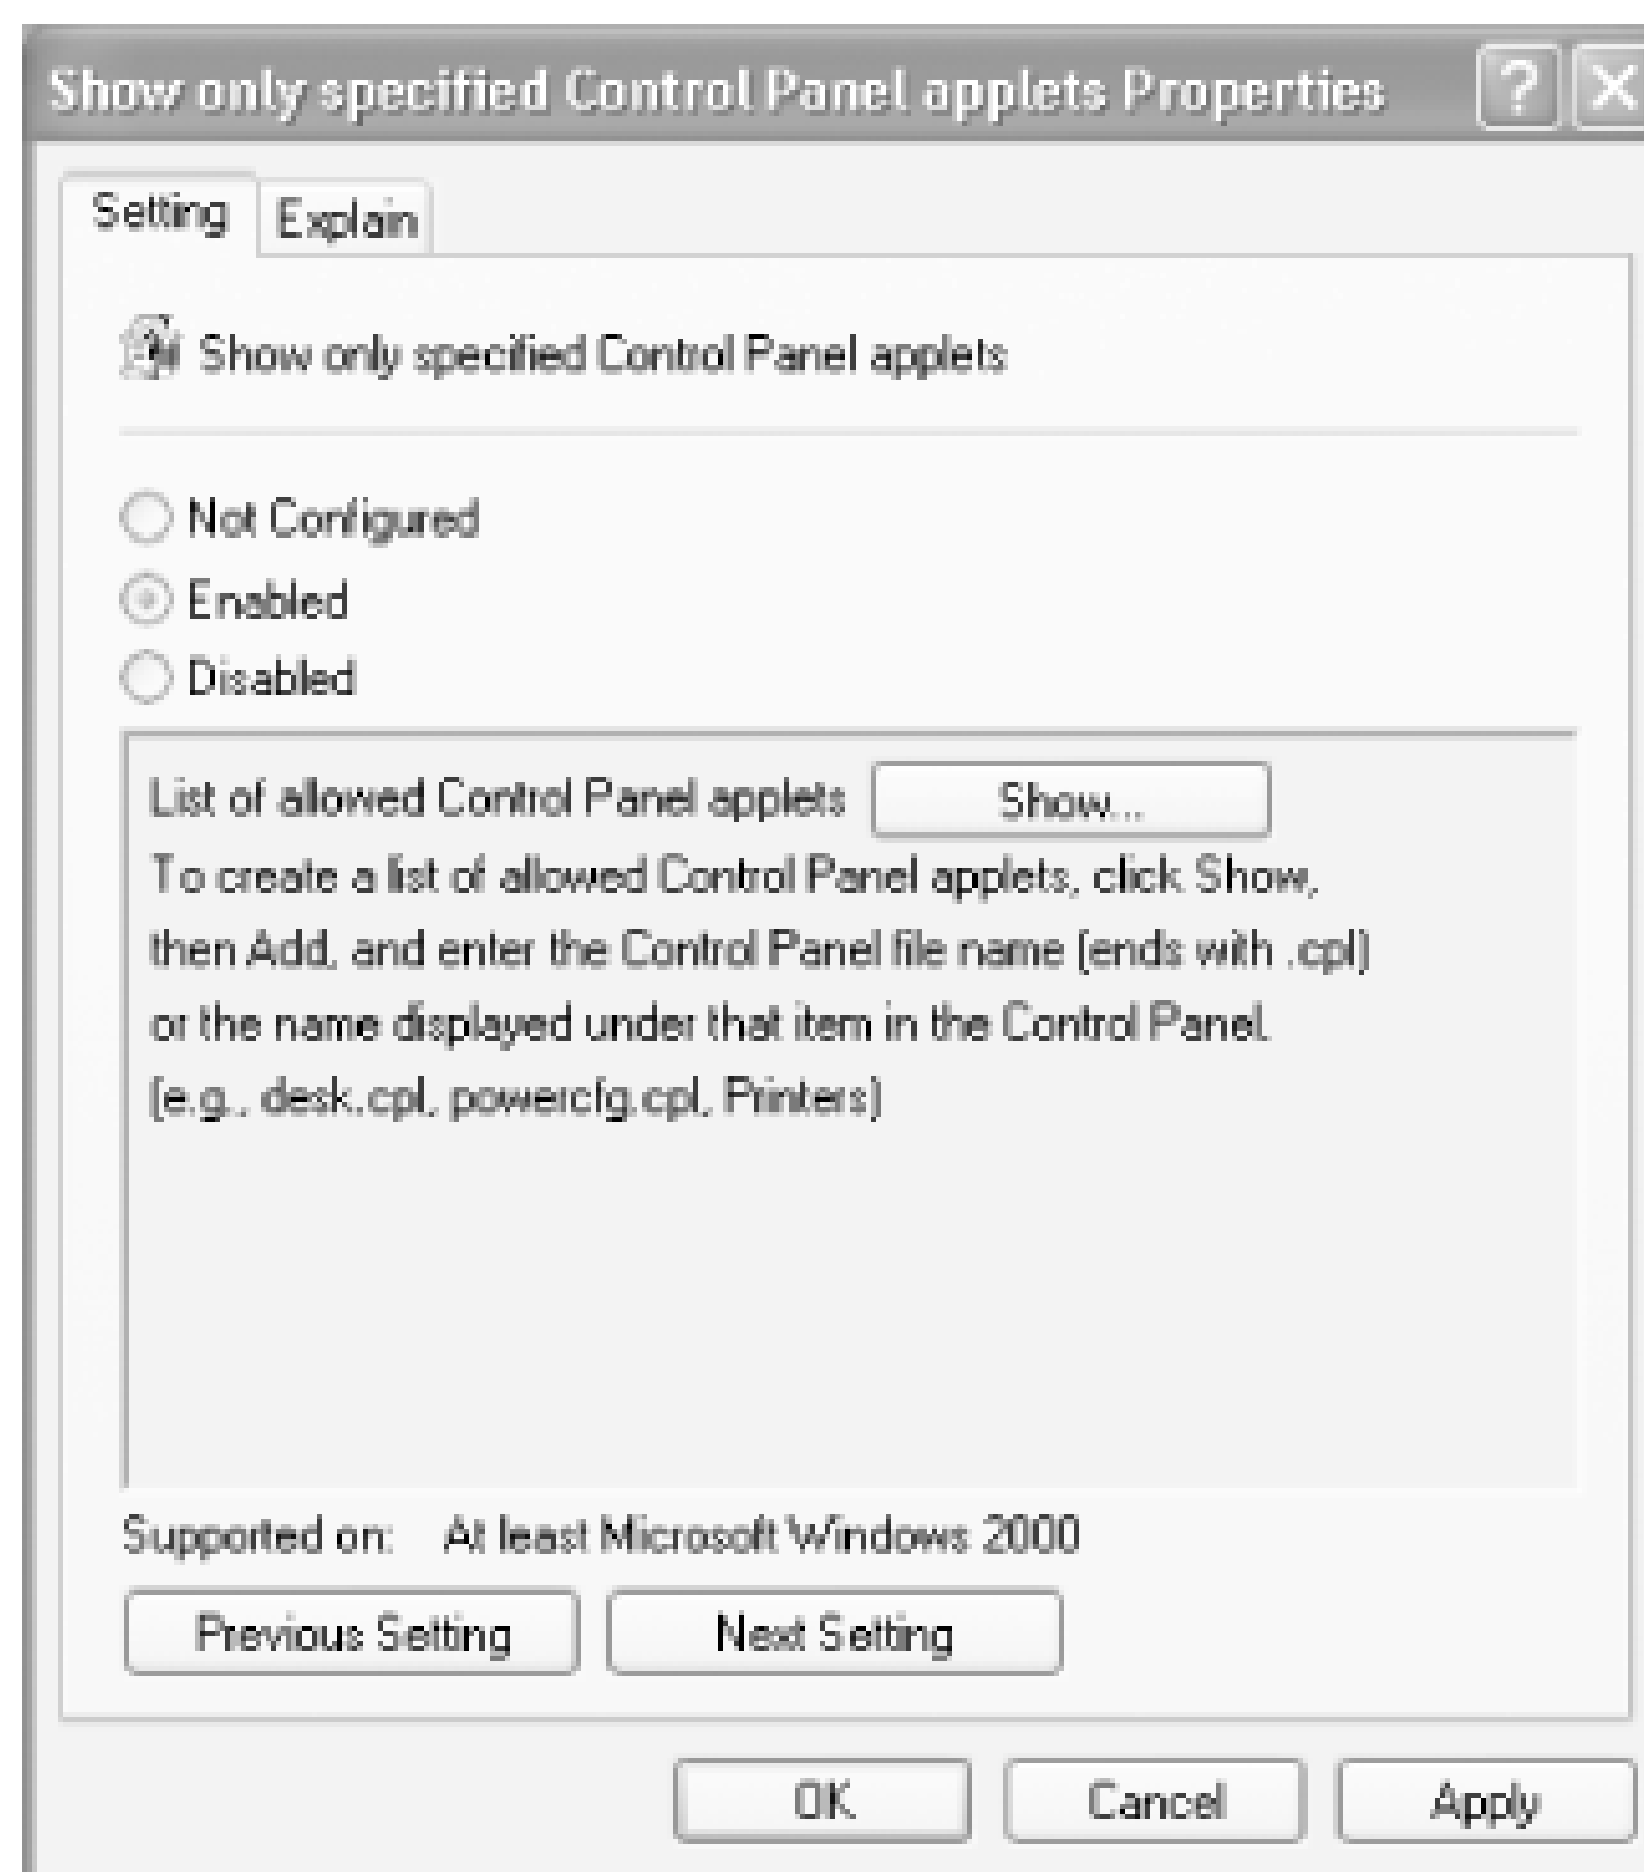 Show only specified Control Panel applets Properties
Setting
Explain
Show only specified Control Panel applets
Not Configured
Enabled
Disabled
List of allowed Control Panel applets
Show...
To create a list of allowed Control Panel applets, click Show,
then Add, and enter the Control Panel file name (ends with .cpl)
or the name displayed under that item in the Control Panel.
(e.g., desk.cpl, powercfg.cpl, Printers)
Supported on: At least Microsoft Windows 2000
Previous Setting
Next Setting
OK
Cancel
Apply